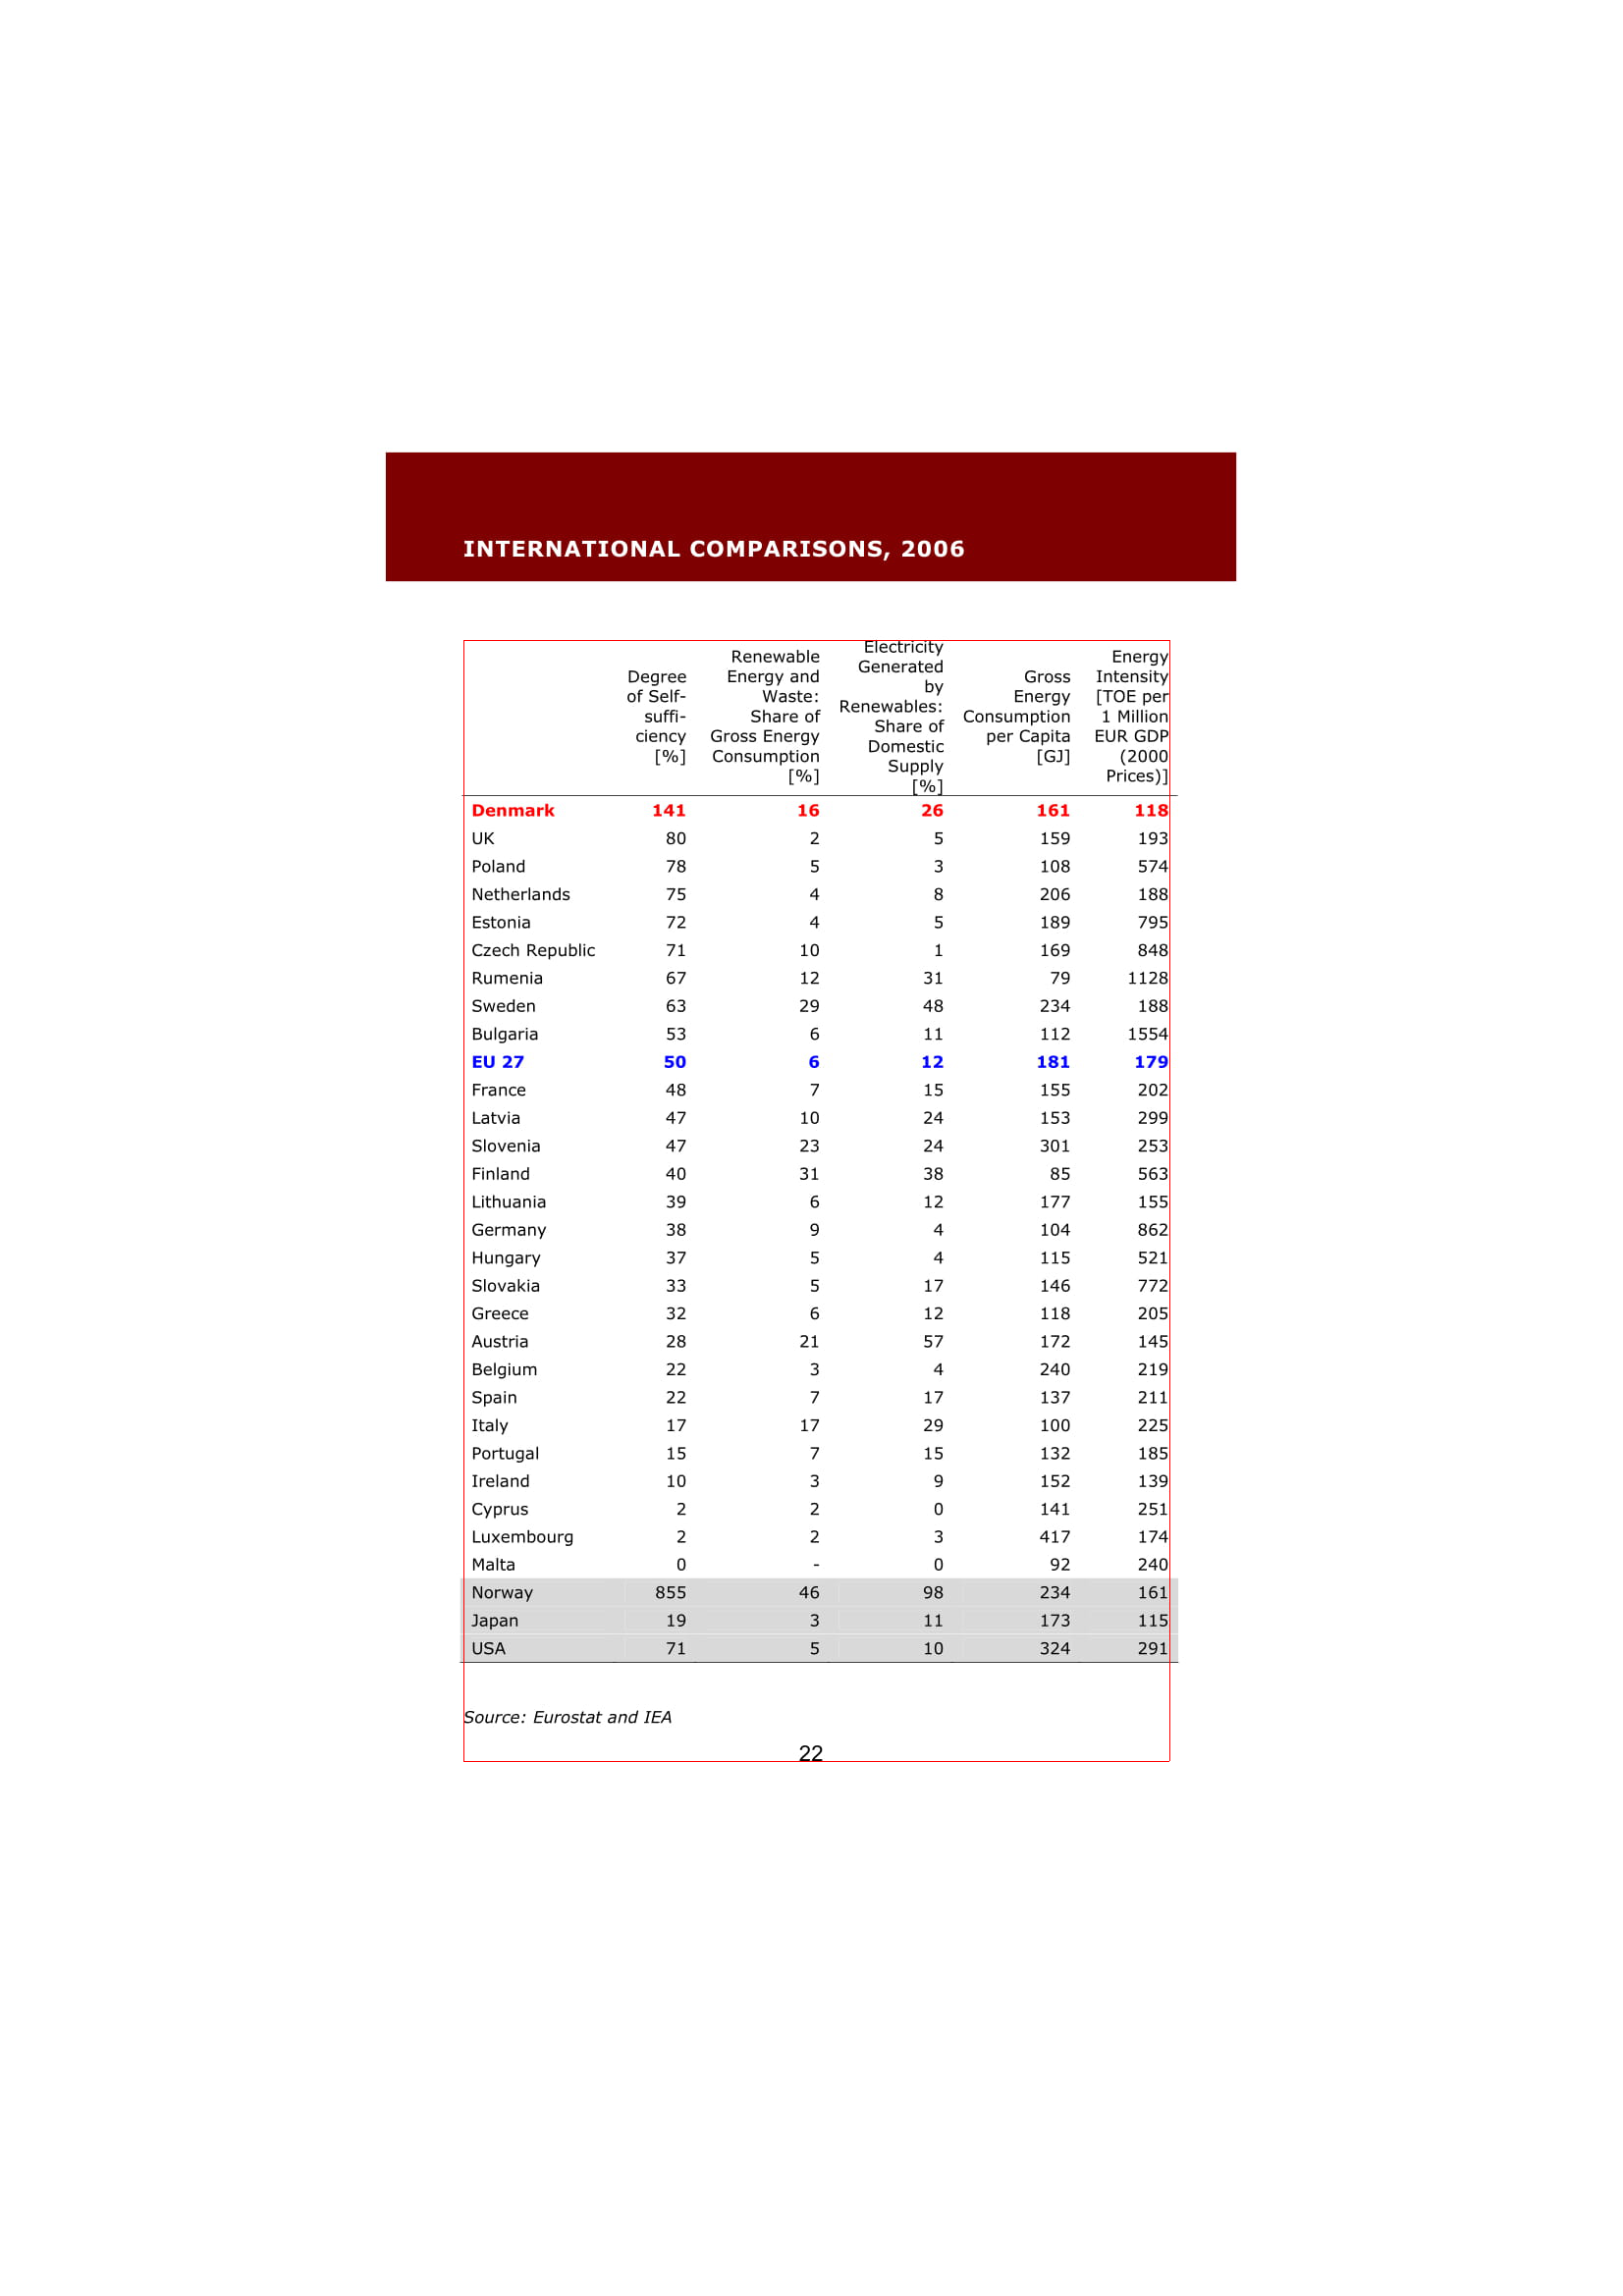 INTERNATIONAL COMPARISONS, 2006
Degree of Self-suffi-ciency [%] Renewable Energy and Waste: Share of Gross Energy Consumption [%] Electricity Generated by Renewables: Share of Domestic Supply [%] Gross Energy Consumption per Capita [GJ] Energy Intensity [TOE per 1 Million EUR GDP (2000 Prices)]
Denmark 141 16 26 161 118
UK 80 2 5 159 193
Poland 78 5 3 108 574
Netherlands 75 4 8 206 188
Estonia 72 4 5 189 795
Czech Republic 71 10 1 169 848
Rumenia 67 12 31 79 1128
Sweden 63 29 48 234 188
Bulgaria 53 6 11 112 1554
EU 27 50 6 12 181 179
France 48 7 15 155 202
Latvia 47 10 24 153 299
Slovenia 47 23 24 301 253
Finland 40 31 38 85 563
Lithuania 39 6 12 177 155
Germany 38 9 4 104 862
Hungary 37 5 4 115 521
Slovakia 33 5 17 146 772
Greece 32 6 12 118 205
Austria 28 21 57 172 145
Belgium 22 3 4 240 219
Spain 22 7 17 137 211
Italy 17 17 29 100 225
Portugal 15 7 15 132 185
Ireland 10 3 9 152 139
Cyprus 2 2 0 141 251
Luxembourg 2 2 3 417 174
Malta 0 - 0 92 240
Norway 855 46 98 234 161
Japan 19 3 11 173 115
USA 71 5 10 324 291
Source: Eurostat and IEA
22